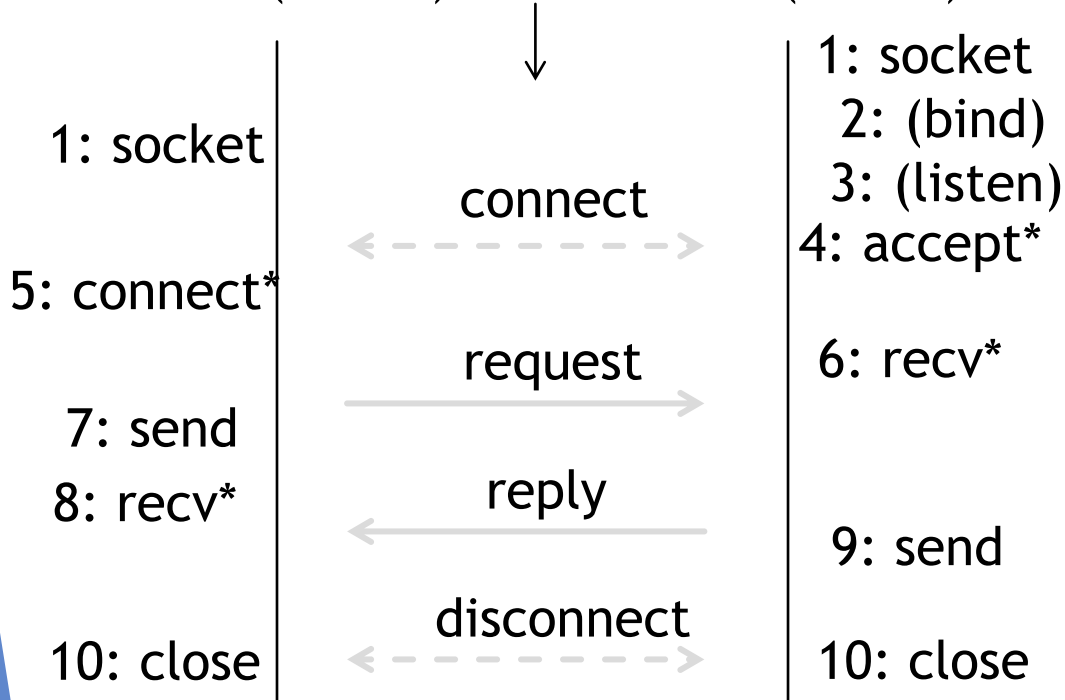 1: socket
2: (bind)
1: socket
3: (listen)
connect
4: accept*
5: connect*
request
6: recv*
7: send
reply
8: recv*
9: send
disconnect
10: close
10: close